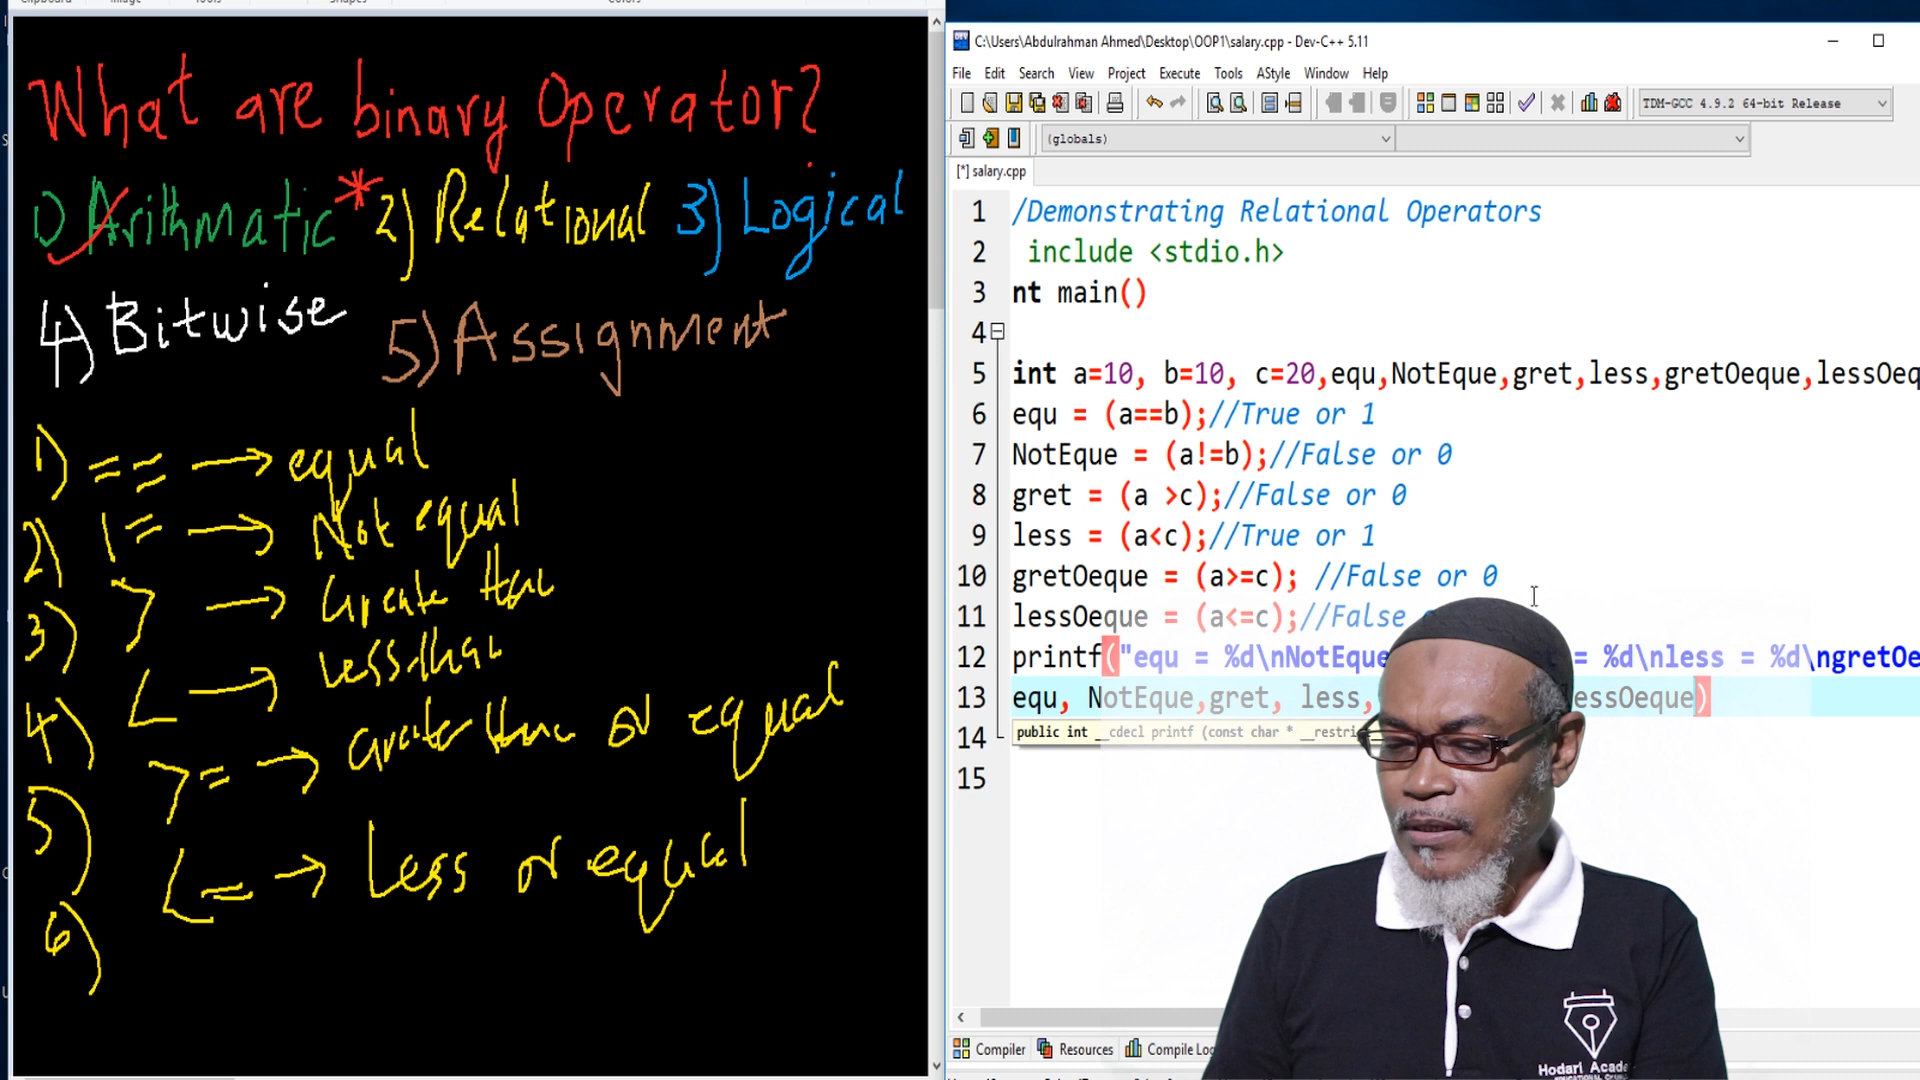 Clipboard Image Tools Shapes Colors
What are binary Operator?
1) Arithmatic * 2) Relational 3) Logical
4) Bitwise 5) Assignment
1) == → equal
2) != → Not equal
3) >
→
4) < → less than
5) >= → or equal
6) <= → Less or equal
C:\Users\Abdulrahman Ahmed\Desktop\OOP1\salary.cpp - Dev-C++ 5.11
File Edit Search View Project Execute Tools AStyle Window Help
TDM-GCC 4.9.2 64-bit Release
(globals)
[*] salary.cpp
1 /Demonstrating Relational Operators
2 include <stdio.h>
3 nt main()
4
5 int a=10, b=10, c=20,equ,NotEque,gret,less,gretOeque,lessOeq
6 equ = (a==b);//True or 1
7 NotEque = (a!=b);//False or 0
8 gret = (a >c);//False or 0
9 less = (a<c);//True or 1
10 gretOeque = (a>=c); //False or 0
11 lessOeque = (a<=c);//False
12 printf("equ = %d\nNotEque = %d\nless = %d\ngretOe
13 equ, NotEque,gret, less, essOeque)
public int __cdecl printf (const char * __restri
14
15
Compiler Resources Compile Log
Hodari Acade